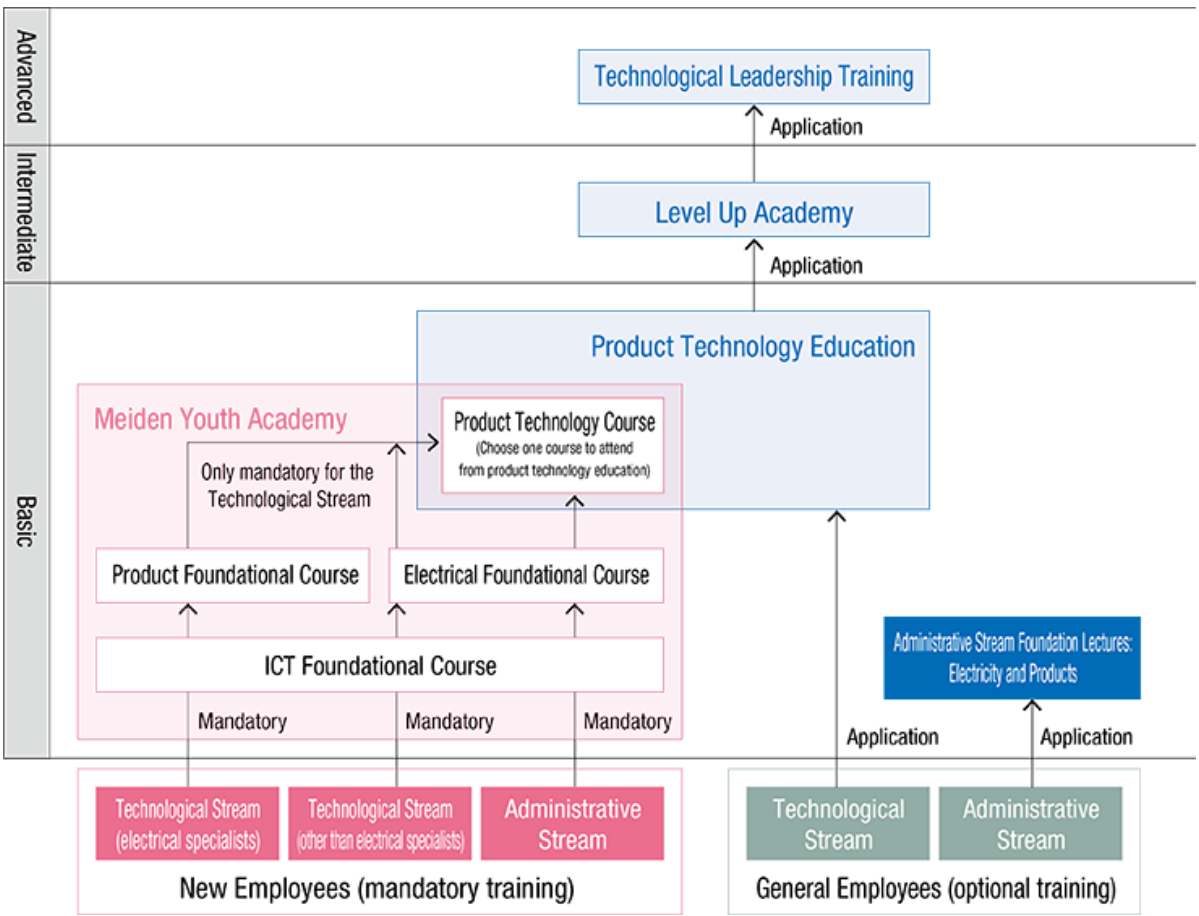 Advanced
Technological Leadership Training
Application
Intermediate
Level Up Academy
Application
Basic
Product Technology Education
Meiden Youth Academy
Product Technology Course
(Choose one course to attend
from product technology education)
Only mandatory for the
Technological Stream
Product Foundational Course
Electrical Foundational Course
ICT Foundational Course
Administrative Stream Foundation Lectures:
Electricity and Products
Mandatory
Mandatory
Mandatory
Application
Application
Technological Stream
(electrical specialists)
Technological Stream
(other than electrical specialists)
Administrative
Stream
Technological
Stream
Administrative
Stream
New Employees (mandatory training)
General Employees (optional training)